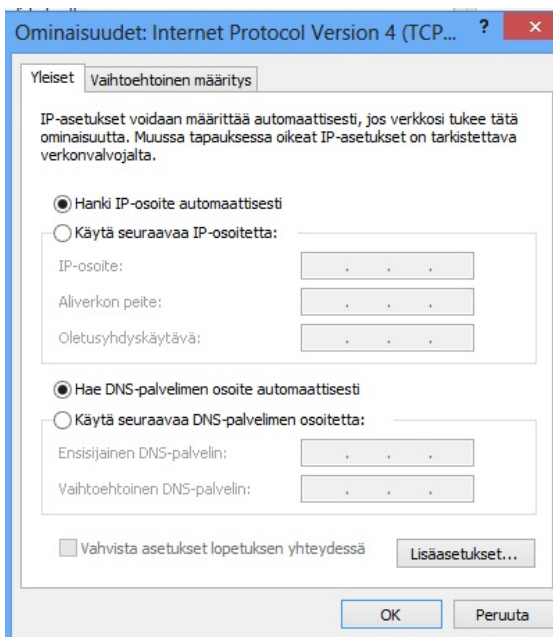 Ominaisuudet: Internet Protocol Version 4 (TCP...
?
Yleiset
Vaihtoehtoinen määritys
IP-asetukset voidaan määrittää automaattisesti, jos verkkosi tukee tätä
ominaisuutta. Muussa tapauksessa oikeat IP-asetukset on tarkistettava
verkonvalvojalta.
Hanki IP-osoite automaattisesti
Käytä seuraavaa IP-osoitetta:
IP-osoite:
Aliverkon peite:
Oletusyhdyskäytävä:
Hae DNS-palvelimen osoite automaattisesti
Käytä seuraavaa DNS-palvelimen osoitetta:
Ensisijainen DNS-palvelin:
Vaihtoehtoinen DNS-palvelin:
Vahvista asetukset lopetuksen yhteydessä
Lisäasetukset...
OK
Peruuta